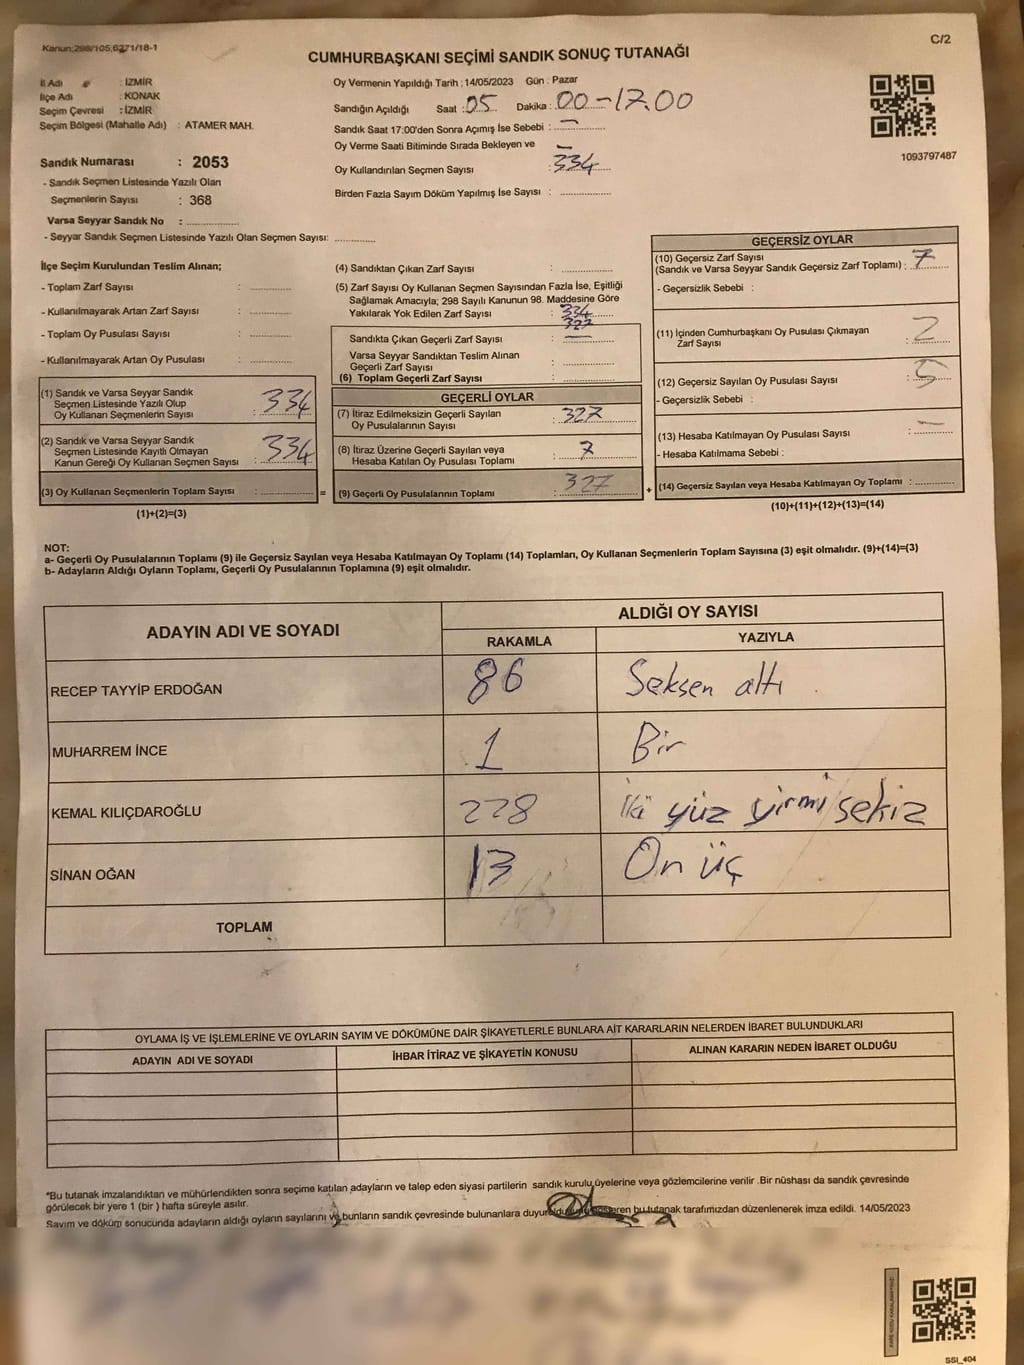 Kanun;298/105,6271/18-1
C/2
CUMHURBAŞKANI SEÇİMİ SANDIK SONUÇ TUTANAĞI
İl Adı : İZMİR
İlçe Adı : KONAK
Seçim Çevresi : İZMİR
Seçim Bölgesi (Mahalle Adı) : ATAMER MAH.
Sandık Numarası : 2053
- Sandık Seçmen Listesinde Yazılı Olan
Seçmenlerin Sayısı : 368
Varsa Seyyar Sandık No :
- Seyyar Sandık Seçmen Listesinde Yazılı Olan Seçmen Sayısı:
Oy Vermenin Yapıldığı Tarih : 14/05/2023 Gün : Pazar
Sandığın Açıldığı Saat : 05 Dakika : 00-17.00
Sandık Saat 17:00'den Sonra Açımış İse Sebebi : —
Oy Verme Saati Bitiminde Sırada Bekleyen ve —
Oy Kullandırılan Seçmen Sayısı : 334
Birden Fazla Sayım Döküm Yapılmış İse Sayısı :
1093797487
İlçe Seçim Kurulundan Teslim Alınan;
- Toplam Zarf Sayısı :
- Kullanılmayarak Artan Zarf Sayısı :
- Toplam Oy Pusulası Sayısı :
- Kullanılmayarak Artan Oy Pusulası :
(1) Sandık ve Varsa Seyyar Sandık
Seçmen Listesinde Yazılı Olup
Oy Kullanan Seçmenlerin Sayısı : 334
(2) Sandık ve Varsa Seyyar Sandık
Seçmen Listesinde Kayıtlı Olmayan
Kanun Gereği Oy Kullanan Seçmen Sayısı : 334
(3) Oy Kullanan Seçmenlerin Toplam Sayısı : =
(1)+(2)=(3)
(4) Sandıktan Çıkan Zarf Sayısı :
(5) Zarf Sayısı Oy Kullanan Seçmen Sayısından Fazla İse, Eşitliği
Sağlamak Amacıyla; 298 Sayılı Kanunun 98. Maddesine Göre
Yakılarak Yok Edilen Zarf Sayısı : 334
327
Sandıkta Çıkan Geçerli Zarf Sayısı : —
Varsa Seyyar Sandıktan Teslim Alınan
Geçerli Zarf Sayısı :
(6) Toplam Geçerli Zarf Sayısı :
GEÇERLİ OYLAR
(7) İtiraz Edilmeksizin Geçerli Sayılan
Oy Pusulalarının Sayısı : 327
(8) İtiraz Üzerine Geçerli Sayılan veya
Hesaba Katılan Oy Pusulası Toplamı : 7
(9) Geçerli Oy Pusulalarının Toplamı : 327 +
GEÇERSİZ OYLAR
(10) Geçersiz Zarf Sayısı
(Sandık ve Varsa Seyyar Sandık Geçersiz Zarf Toplamı) : 7
- Geçersizlik Sebebi :
(11) İçinden Cumhurbaşkanı Oy Pusulası Çıkmayan
Zarf Sayısı : 2
(12) Geçersiz Sayılan Oy Pusulası Sayısı : 5
- Geçersizlik Sebebi :
(13) Hesaba Katılmayan Oy Pusulası Sayısı : —
- Hesaba Katılmama Sebebi :
(14) Geçersiz Sayılan veya Hesaba Katılmayan Oy Toplamı :
(10)+(11)+(12)+(13)=(14)
NOT:
a- Geçerli Oy Pusulalarının Toplamı (9) ile Geçersiz Sayılan veya Hesaba Katılmayan Oy Toplamı (14) Toplamları, Oy Kullanan Seçmenlerin Toplam Sayısına (3) eşit olmalıdır. (9)+(14)=(3)
b- Adayların Aldığı Oyların Toplamı, Geçerli Oy Pusulalarının Toplamına (9) eşit olmalıdır.
ADAYIN ADI VE SOYADI
ALDIĞI OY SAYISI
RAKAMLA YAZIYLA
RECEP TAYYİP ERDOĞAN 86 Seksen altı
MUHARREM İNCE 1 Bir
KEMAL KILIÇDAROĞLU 228 iki yüz yirmi sekiz
SİNAN OĞAN 13 On üç
TOPLAM
OYLAMA İŞ VE İŞLEMLERİNE VE OYLARIN SAYIM VE DÖKÜMÜNE DAİR ŞİKAYETLERLE BUNLARA AİT KARARLARIN NELERDEN İBARET BULUNDUKLARI
ADAYIN ADI VE SOYADI İHBAR İTİRAZ VE ŞİKAYETİN KONUSU ALINAN KARARIN NEDEN İBARET OLDUĞU
*Bu tutanak imzalandıktan ve mühürlendikten sonra seçime katılan adayların ve talep eden siyasi partilerin sandık kurulu üyelerine veya gözlemcilerine verilir .Bir nüshası da sandık çevresinde
görülecek bir yere 1 (bir ) hafta süreyle asılır.
Sayım ve döküm sonucunda adayların aldığı oyların sayılarını ve bunların sandık çevresinde bulunanlara bu tutanak tarafımızdan düzenlenerek imza edildi. 14/05/2023
SSI_404